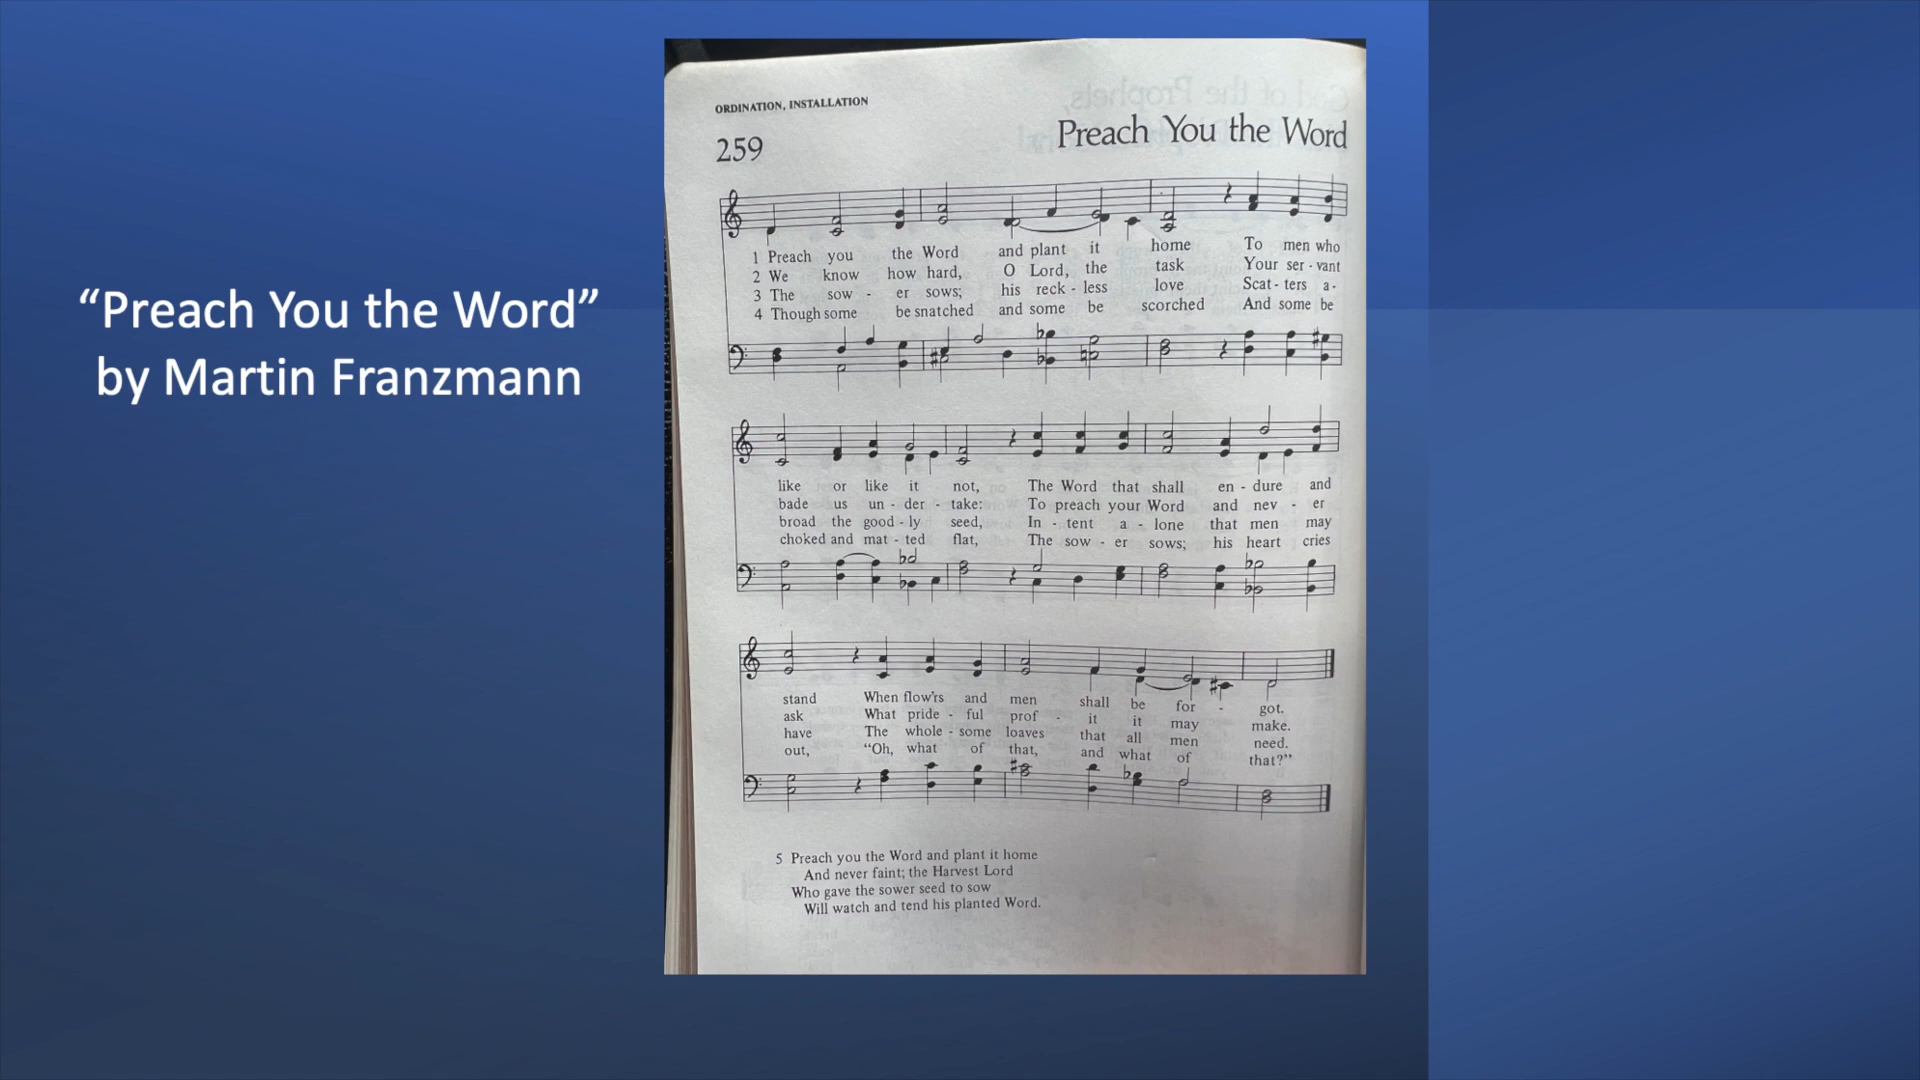 “Preach You the Word”
by Martin Franzmann
ORDINATION, INSTALLATION
259
Preach You the Word
1 Preach you the Word and plant it home To men who
2 We know how hard, O Lord, the task Your ser - vant
3 The sow - er sows; his reck - less love Scat - ters a -
4 Though some be snatched and some be scorched And some be
like or like it not, The Word that shall en - dure and
bade us un - der - take: To preach your Word and nev - er
broad the good - ly seed, In - tent a - lone that men may
choked and mat - ted flat, The sow - er sows; his heart cries
stand When flow'rs and men shall be for - got.
ask What pride - ful prof - it it may make.
have The whole - some loaves that all men need.
out, “Oh, what of that, and what of that?”
5 Preach you the Word and plant it home
And never faint; the Harvest Lord
Who gave the sower seed to sow
Will watch and tend his planted Word.